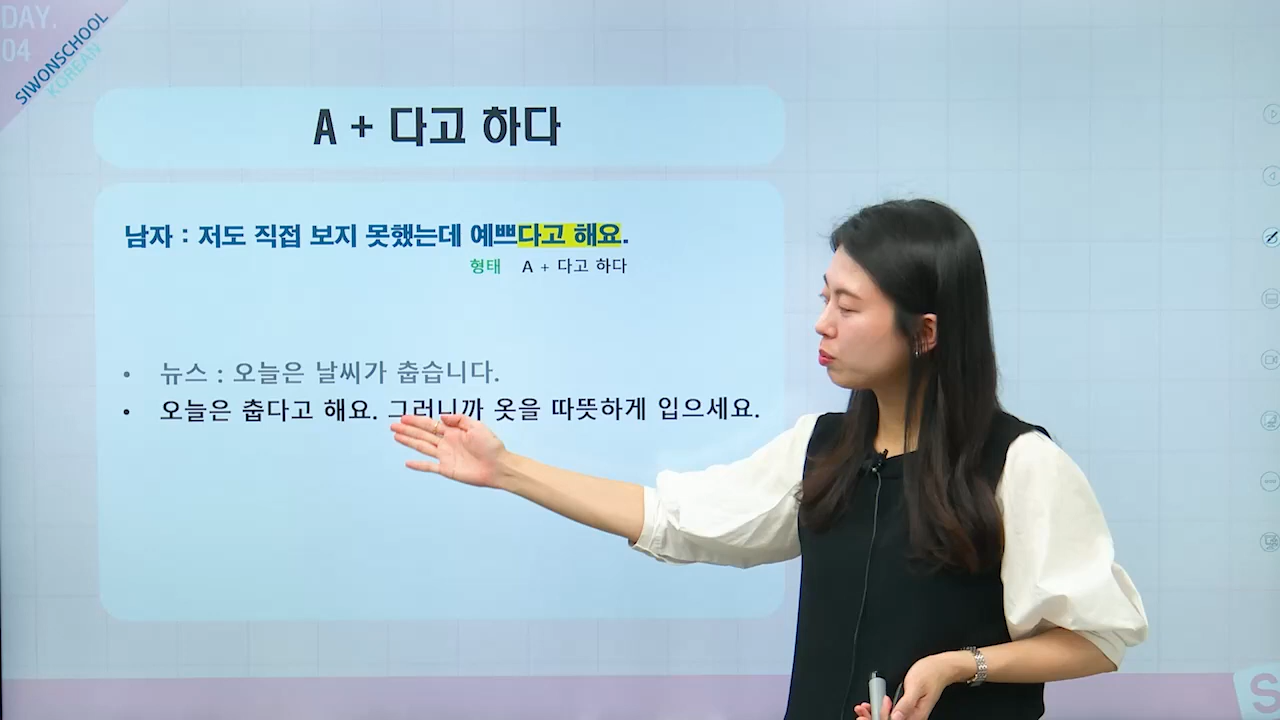 DAY.
04
SIWONSCHOOL
KOREAN
A + 다고 하다
남자 : 저도 직접 보지 못했는데 예쁘다고 해요.
형태 A + 다고 하다
• 뉴스 : 오늘은 날씨가 춥습니다.
• 오늘은 춥다고 해요. 그러니까 옷을 따뜻하게 입으세요.
S